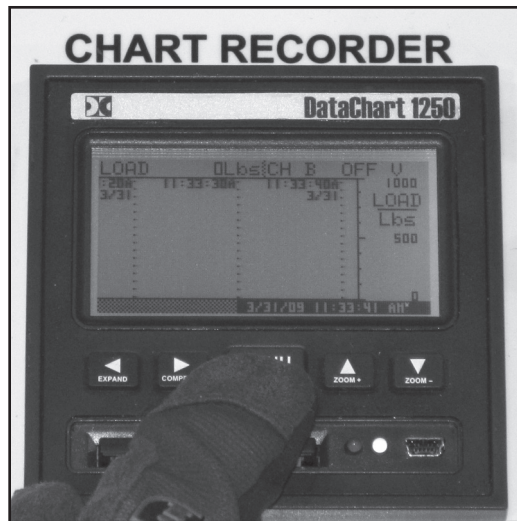 CHART RECORDER
DataChart 1250
LOAD 0Lbs CH B OFF V
:20A 11:33:30A 11:33:40A 1000
3/31 3/31 LOAD
Lbs
500
0
3/31/09 11:33:41 AM*
EXPAND ZOOM + ZOOM –